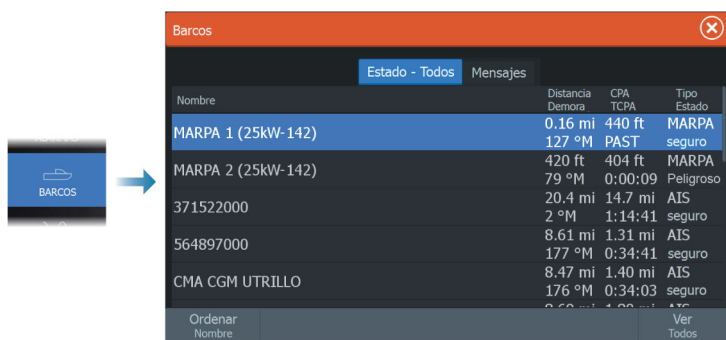 Barcos
Estado - Todos Mensajes
Nombre Distancia Demora CPA TCPA Tipo Estado
MARPA 1 (25kW-142) 0.16 mi 440 ft MARPA
127 °M PAST seguro
MARPA 2 (25kW-142) 420 ft 404 ft MARPA
79 °M 0:00:09 Peligroso
371522000 20.4 mi 14.7 mi AIS
2 °M 1:14:41 seguro
564897000 8.61 mi 1.31 mi AIS
177 °M 0:34:41 seguro
CMA CGM UTRILLO 8.47 mi 1.40 mi AIS
176 °M 0:34:03 seguro
Ordenar Ver
Nombre Todos
BARCOS